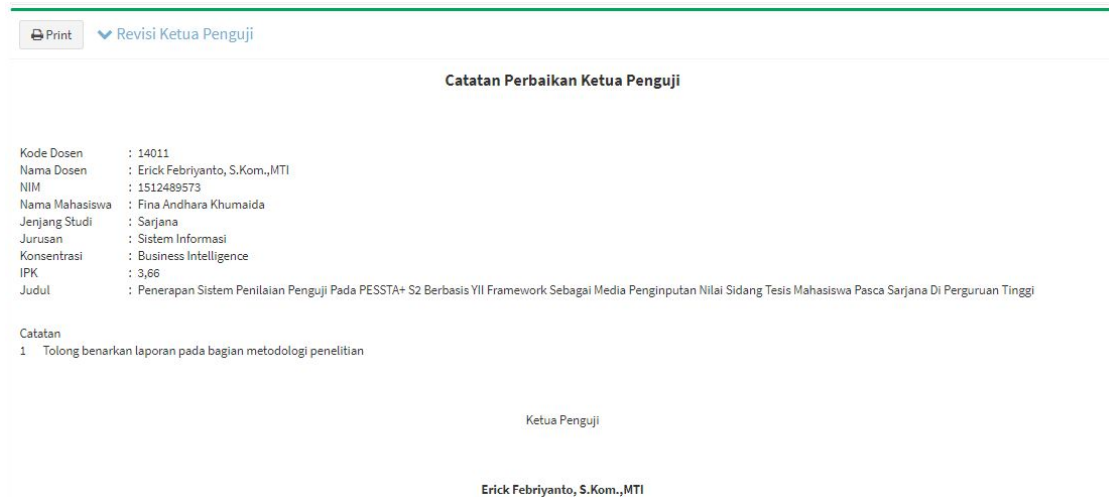 Print Revisi Ketua Penguji
Catatan Perbaikan Ketua Penguji
Kode Dosen : 14011
Nama Dosen : Erick Febriyanto, S.Kom.,MTI
NIM : 1512489573
Nama Mahasiswa : Fina Andhara Khumaida
Jenjang Studi : Sarjana
Jurusan : Sistem Informasi
Konsentrasi : Business Intelligence
IPK : 3,66
Judul : Penerapan Sistem Penilaian Penguji Pada PESSTA+ S2 Berbasis YII Framework Sebagai Media Penginputan Nilai Sidang Tesis Mahasiswa Pasca Sarjana Di Perguruan Tinggi
Catatan
1 Tolong benarkan laporan pada bagian metodologi penelitian
Ketua Penguji
Erick Febriyanto, S.Kom.,MTI